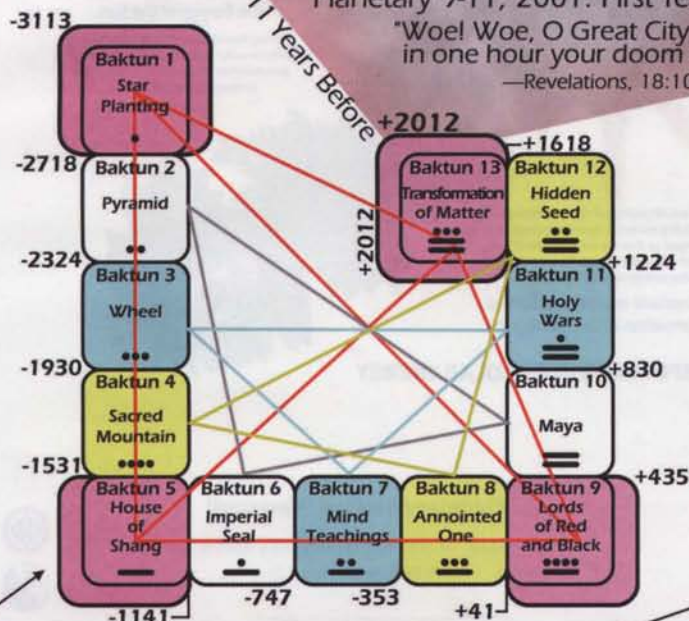 Planetary 9-11, 2001: First
"Woe! Woe, O Great City
in one hour your doom
—Revelations, 18:10
11 Years Before
-3113
Baktun 1
Star
Planting
-2718
Baktun 2
Pyramid
-2324
Baktun 3
Wheel
-1930
Baktun 4
Sacred
Mountain
-1531
Baktun 5
House
of
Shang
-1141
Baktun 6
Imperial
Seal
-747
Baktun 7
Mind
Teachings
-353
Baktun 8
Annointed
One
+41
Baktun 9
Lords
of Red
and Black
+435
Baktun 10
Maya
+830
Baktun 11
Holy
Wars
+1224
Baktun 12
Hidden
Seed
+1618
+2012
Baktun 13
Transformation
of Matter
+2012